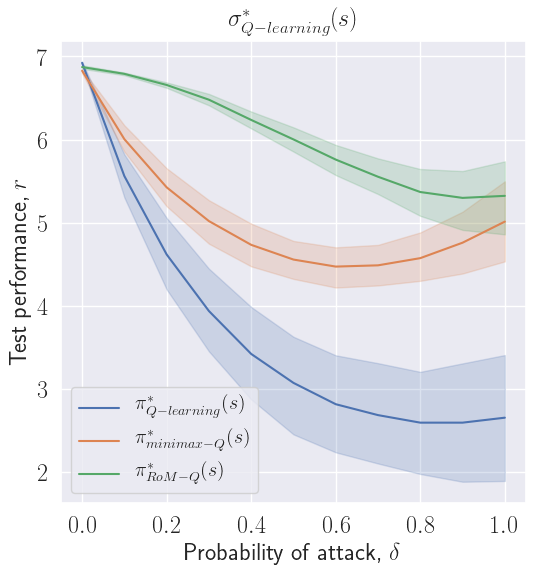 σ*_{Q−learning}(s)
7
6
5
4
3
2
Test performance, r
π*_{Q−learning}(s)
π*_{minimax−Q}(s)
π*_{RoM−Q}(s)
0.0 0.2 0.4 0.6 0.8 1.0
Probability of attack, δ